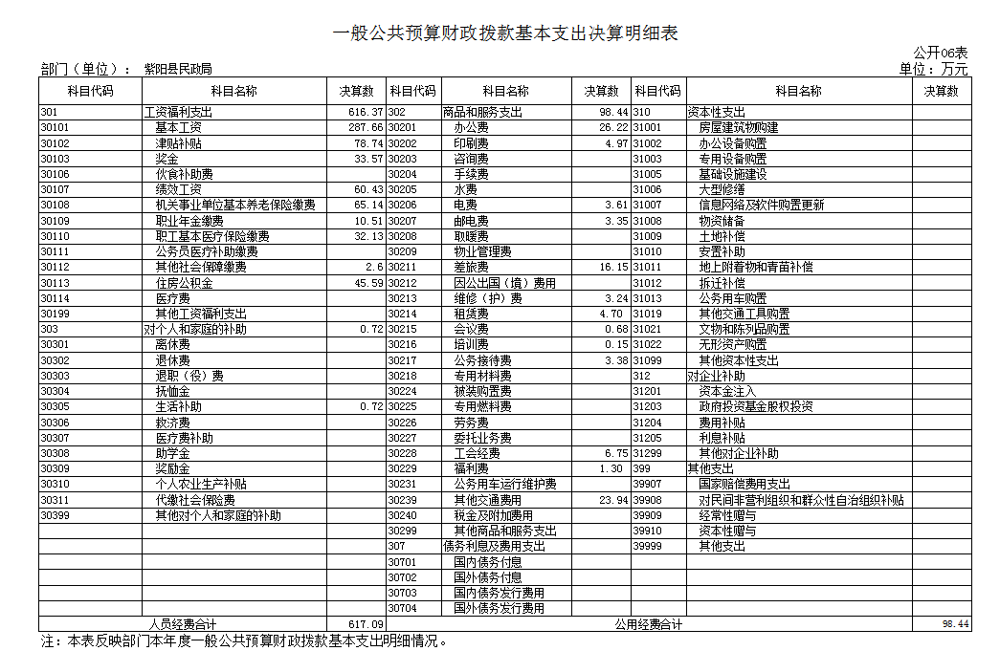 一般公共预算财政拨款基本支出决算明细表
公开06表
部门（单位）： 紫阳县民政局 单位：万元
科目代码 科目名称 决算数 科目代码 科目名称 决算数 科目代码 科目名称 决算数
301 工资福利支出 616.37 302 商品和服务支出 98.44 310 资本性支出
30101 基本工资 287.66 30201 办公费 26.22 31001 房屋建筑物购建
30102 津贴补贴 78.74 30202 印刷费 4.97 31002 办公设备购置
30103 奖金 33.57 30203 咨询费 31003 专用设备购置
30106 伙食补助费 30204 手续费 31005 基础设施建设
30107 绩效工资 60.43 30205 水费 31006 大型修缮
30108 机关事业单位基本养老保险缴费 65.14 30206 电费 3.61 31007 信息网络及软件购置更新
30109 职业年金缴费 10.51 30207 邮电费 3.35 31008 物资储备
30110 职工基本医疗保险缴费 32.13 30208 取暖费 31009 土地补偿
30111 公务员医疗补助缴费 30209 物业管理费 31010 安置补助
30112 其他社会保障缴费 2.6 30211 差旅费 16.15 31011 地上附着物和青苗补偿
30113 住房公积金 45.59 30212 因公出国（境）费用 31012 拆迁补偿
30114 医疗费 30213 维修（护）费 3.24 31013 公务用车购置
30199 其他工资福利支出 30214 租赁费 4.70 31019 其他交通工具购置
303 对个人和家庭的补助 0.72 30215 会议费 0.68 31021 文物和陈列品购置
30301 离休费 30216 培训费 0.15 31022 无形资产购置
30302 退休费 30217 公务接待费 3.38 31099 其他资本性支出
30303 退职（役）费 30218 专用材料费 312 对企业补助
30304 抚恤金 30224 被装购置费 31201 资本金注入
30305 生活补助 0.72 30225 专用燃料费 31203 政府投资基金股权投资
30306 救济费 30226 劳务费 31204 费用补贴
30307 医疗费补助 30227 委托业务费 31205 利息补贴
30308 助学金 30228 工会经费 6.75 31299 其他对企业补助
30309 奖励金 30229 福利费 1.30 399 其他支出
30310 个人农业生产补贴 30231 公务用车运行维护费 39907 国家赔偿费用支出
30311 代缴社会保险费 30239 其他交通费用 23.94 39908 对民间非营利组织和群众性自治组织补贴
30399 其他对个人和家庭的补助 30240 税金及附加费用 39909 经常性赠与
30299 其他商品和服务支出 39910 资本性赠与
307 债务利息及费用支出 39999 其他支出
30701 国内债务付息
30702 国外债务付息
30703 国内债务发行费用
30704 国外债务发行费用
人员经费合计 617.09 公用经费合计 98.44
注：本表反映部门本年度一般公共预算财政拨款基本支出明细情况。